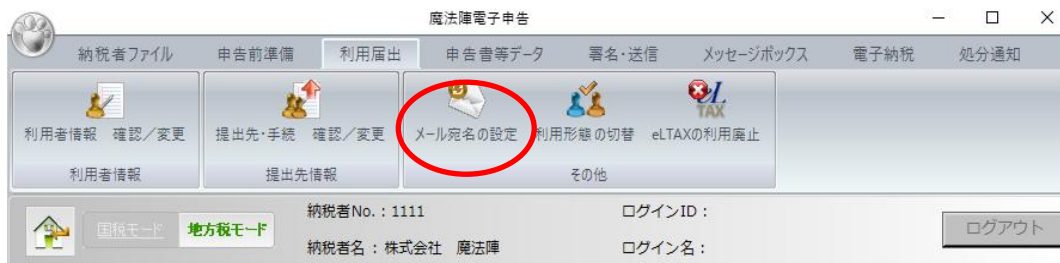 魔法陣電子申告
納税者ファイル 申告前準備 利用届出 申告書等データ 署名・送信 メッセージボックス 電子納税 処分通知
eL TAX
利用者情報 確認／変更 提出先・手続 確認／変更 メール宛名の設定 利用形態の切替 eLTAXの利用廃止
利用者情報 提出先情報 その他
納税者No.：1111 ログインID：
国税モード 地方税モード ログアウト
納税者名：株式会社 魔法陣 ログイン名：